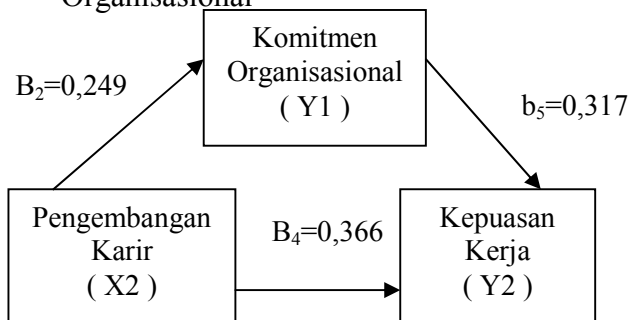 Organisasional
Komitmen
Organisasional
( Y1 )
B₂=0,249
b₅=0,317
Pengembangan
Karir
( X2 )
B₄=0,366
Kepuasan
Kerja
( Y2 )